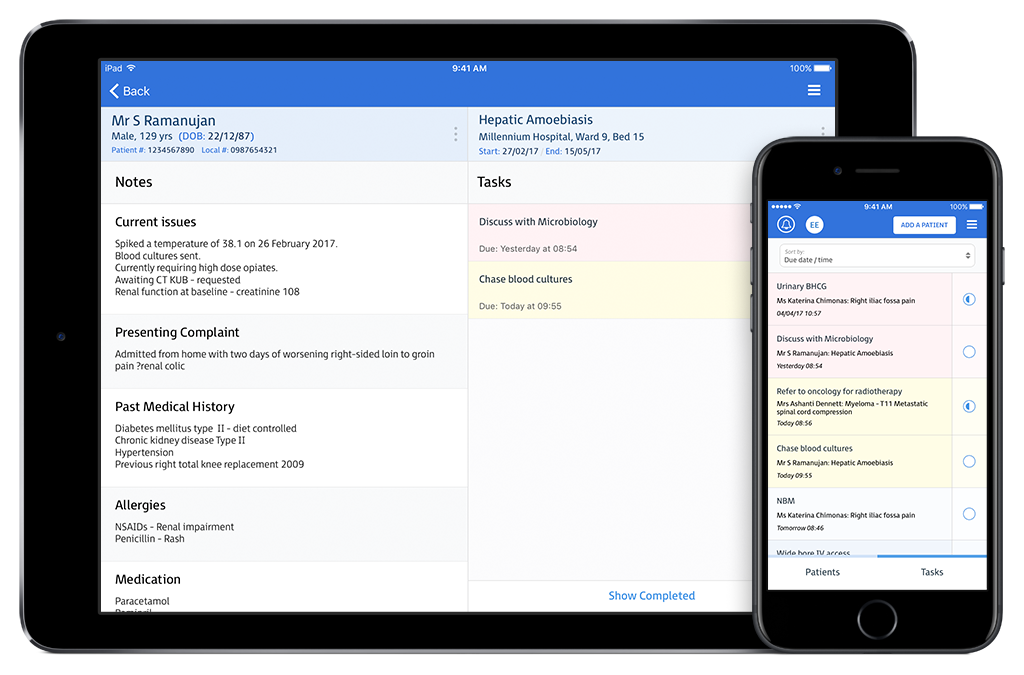 iPad 9:41 AM 100%
Back
Mr S Ramanujan
Male, 129 yrs (DOB: 22/12/87)
Patient #: 1234567890 Local #: 0987654321
Hepatic Amoebiasis
Millennium Hospital, Ward 9, Bed 15
Start: 27/02/17 / End: 15/05/17
Notes
Current issues
Spiked a temperature of 38.1 on 26 February 2017.
Blood cultures sent.
Currently requiring high dose opiates.
Awaiting CT KUB - requested
Renal function at baseline - creatinine 108
Presenting Complaint
Admitted from home with two days of worsening right-sided loin to groin
pain ?renal colic
Past Medical History
Diabetes mellitus type II - diet controlled
Chronic kidney disease Type II
Hypertension
Previous right total knee replacement 2009
Allergies
NSAIDs - Renal impairment
Penicillin - Rash
Medication
Paracetamol
Tasks
Discuss with Microbiology
Due: Yesterday at 08:54
Chase blood cultures
Due: Today at 09:55
Show Completed
9:41 AM 100%
EE ADD A PATIENT
Sort by:
Due date / time
Urinary BHCG
Ms Katerina Chimonas: Right iliac fossa pain
04/04/17 10:57
Discuss with Microbiology
Mr S Ramanujan: Hepatic Amoebiasis
Yesterday 08:54
Refer to oncology for radiotherapy
Mrs Ashanti Dennett: Myeloma - T11 Metastatic
spinal cord compression
Today 08:56
Chase blood cultures
Mr S Ramanujan: Hepatic Amoebiasis
Today 09:55
NBM
Ms Katerina Chimonas: Right iliac fossa pain
Tomorrow 08:46
Wide bore IV access
Patients Tasks